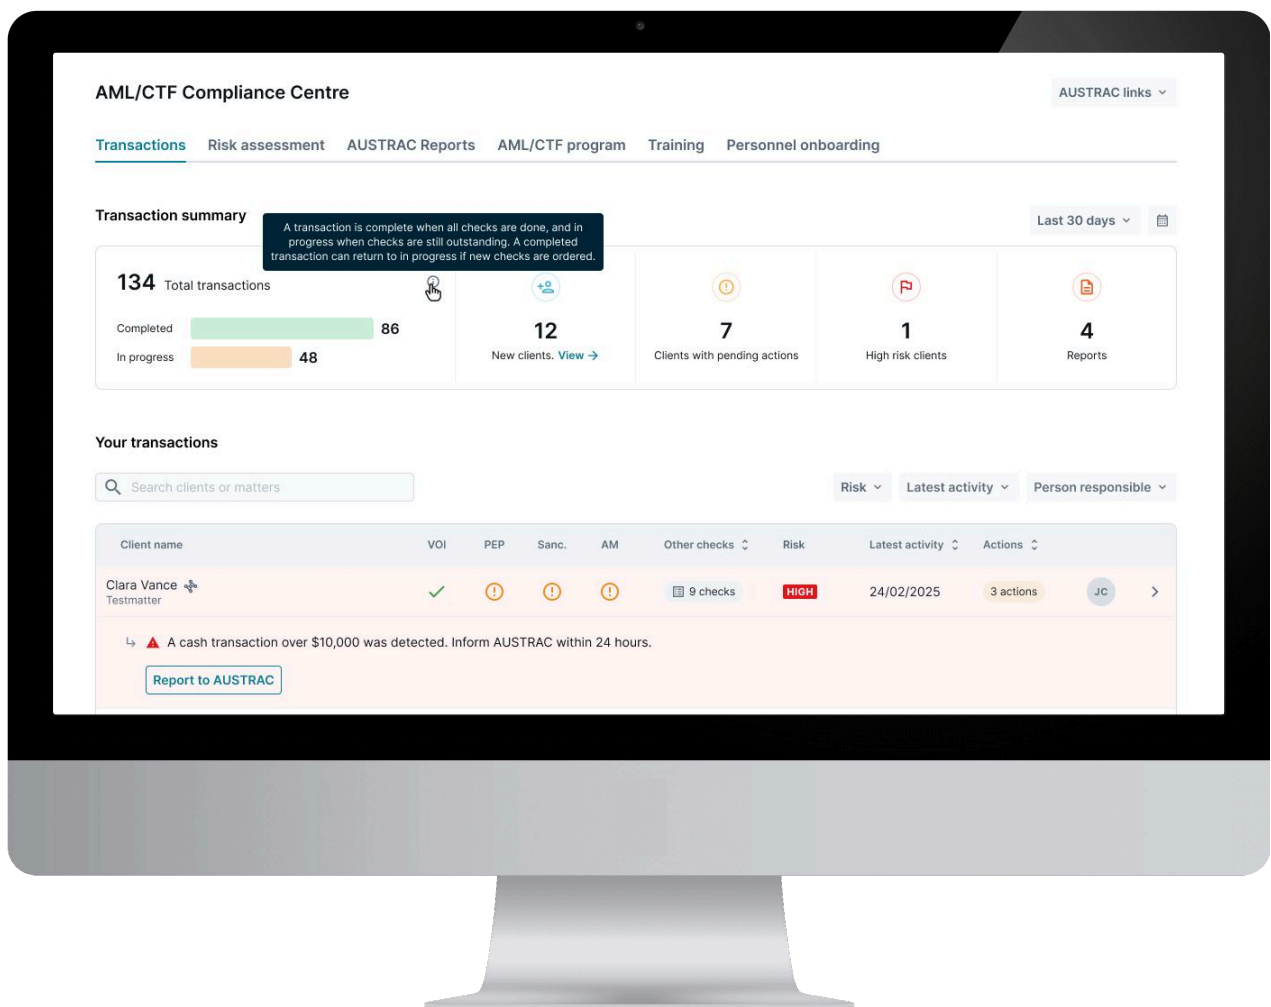 AML/CTF Compliance Centre
AUSTRAC links
Transactions Risk assessment AUSTRAC Reports AML/CTF program Training Personnel onboarding
Transaction summary
Last 30 days
A transaction is complete when all checks are done, and in
progress when checks are still outstanding. A completed
transaction can return to in progress if new checks are ordered.
134 Total transactions
Completed 86
In progress 48
12
New clients. View →
7
Clients with pending actions
1
High risk clients
4
Reports
Your transactions
Search clients or matters
Risk Latest activity Person responsible
Client name VOI PEP Sanc. AM Other checks Risk Latest activity Actions
Clara Vance 9 checks HIGH 24/02/2025 3 actions JC
Testmatter
A cash transaction over $10,000 was detected. Inform AUSTRAC within 24 hours.
Report to AUSTRAC